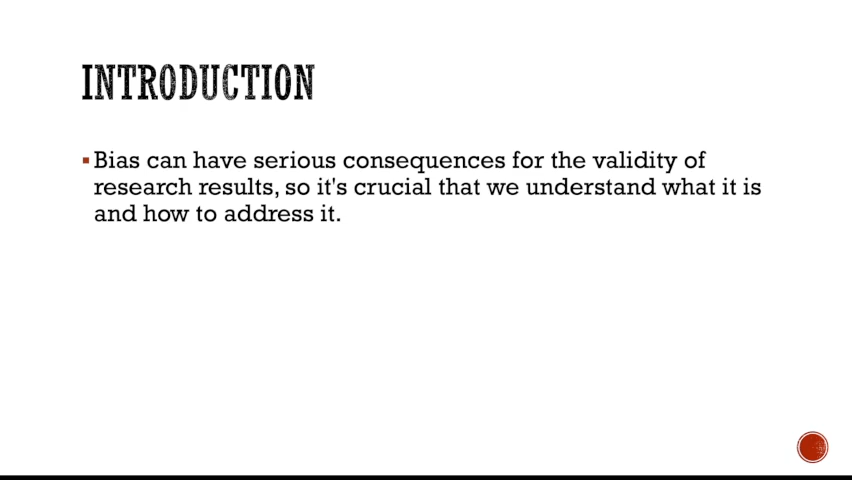 INTRODUCTION
▪Bias can have serious consequences for the validity of
research results, so it's crucial that we understand what it is
and how to address it.